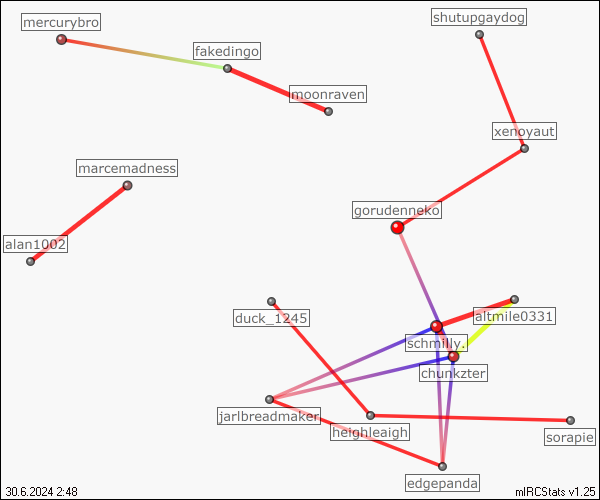 shutupgaydog
mercurybro
fakedingo
moonraven
xenoyaut
marcemadness
gorudenneko
alan1002
duck_1245
altmile0331
schmilly.
chunkzter
jarlbreadmaker
heighleaigh
sorapie
edgepanda
30.6.2024 2:48
mIRCStats v1.25